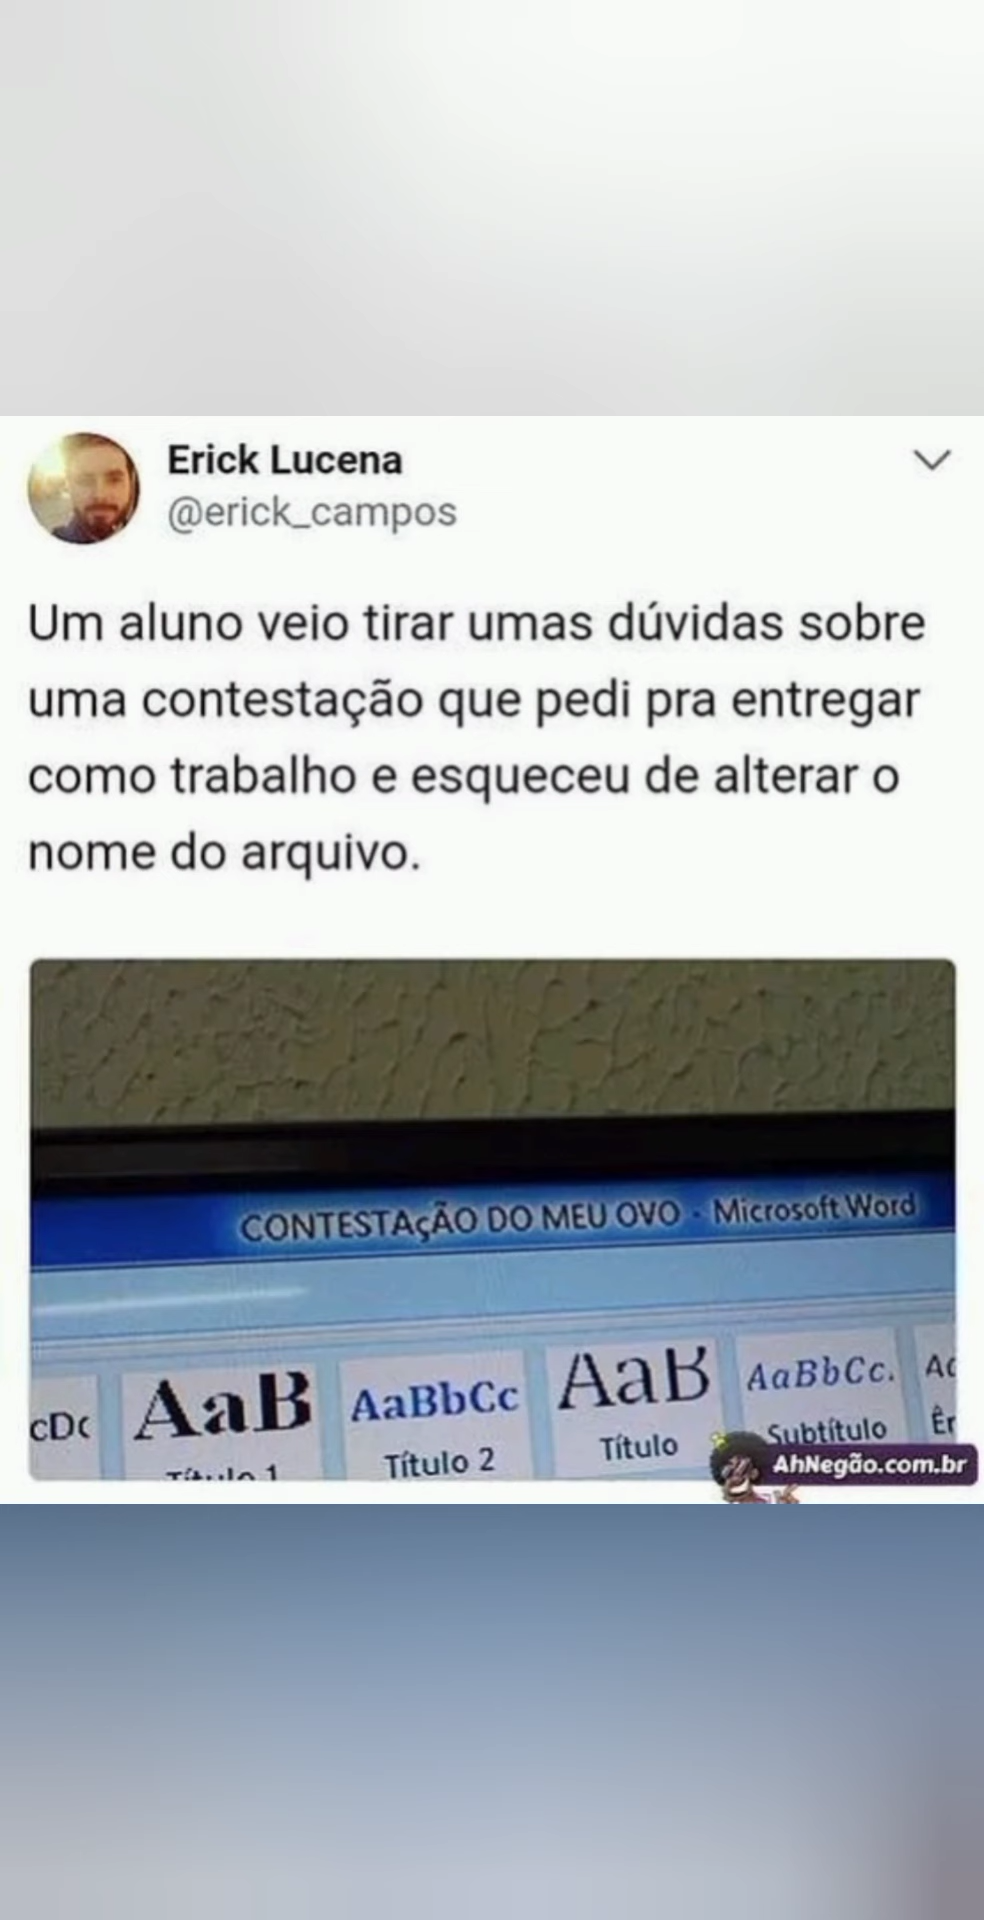 Erick Lucena
@erick_campos
Um aluno veio tirar umas dúvidas sobre
uma contestação que pedi pra entregar
como trabalho e esqueceu de alterar o
nome do arquivo.
CONTESTAçÃO DO MEU OVO - Microsoft Word
AaB AaBbCc AaB AaBbCc.
Título 1 Título 2 Título Subtítulo
AhNegão.com.br